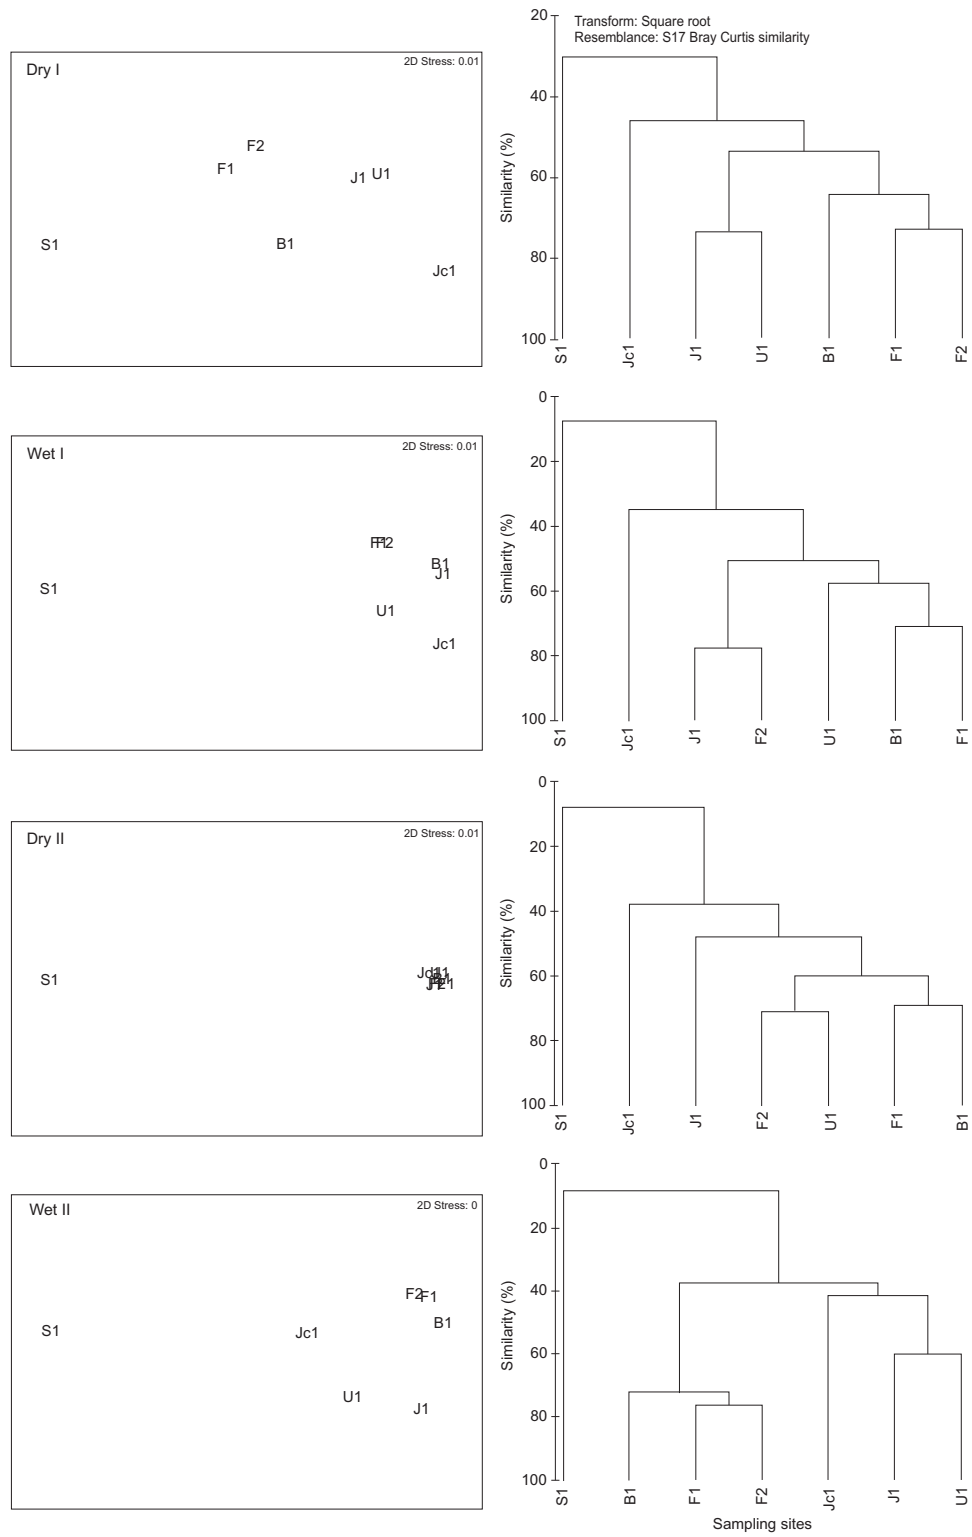 Transform: Square root
Resemblance: S17 Bray Curtis similarity
Dry I
2D Stress: 0.01
F2
F1
J1 U1
S1
B1
Jc1
20
40
60
80
100
Similarity (%)
S1 Jc1 J1 U1 B1 F1 F2
Wet I
2D Stress: 0.01
F1 F2
B1
J1
S1
U1
Jc1
0
20
40
60
80
100
Similarity (%)
S1 Jc1 J1 F2 U1 B1 F1
Dry II
2D Stress: 0.01
S1
0
20
40
60
80
100
Similarity (%)
S1 Jc1 J1 F2 U1 F1 B1
Wet II
2D Stress: 0
F2 F1
B1
S1
Jc1
U1
J1
0
20
40
60
80
100
Similarity (%)
S1 B1 F1 F2 Jc1 J1 U1
Sampling sites